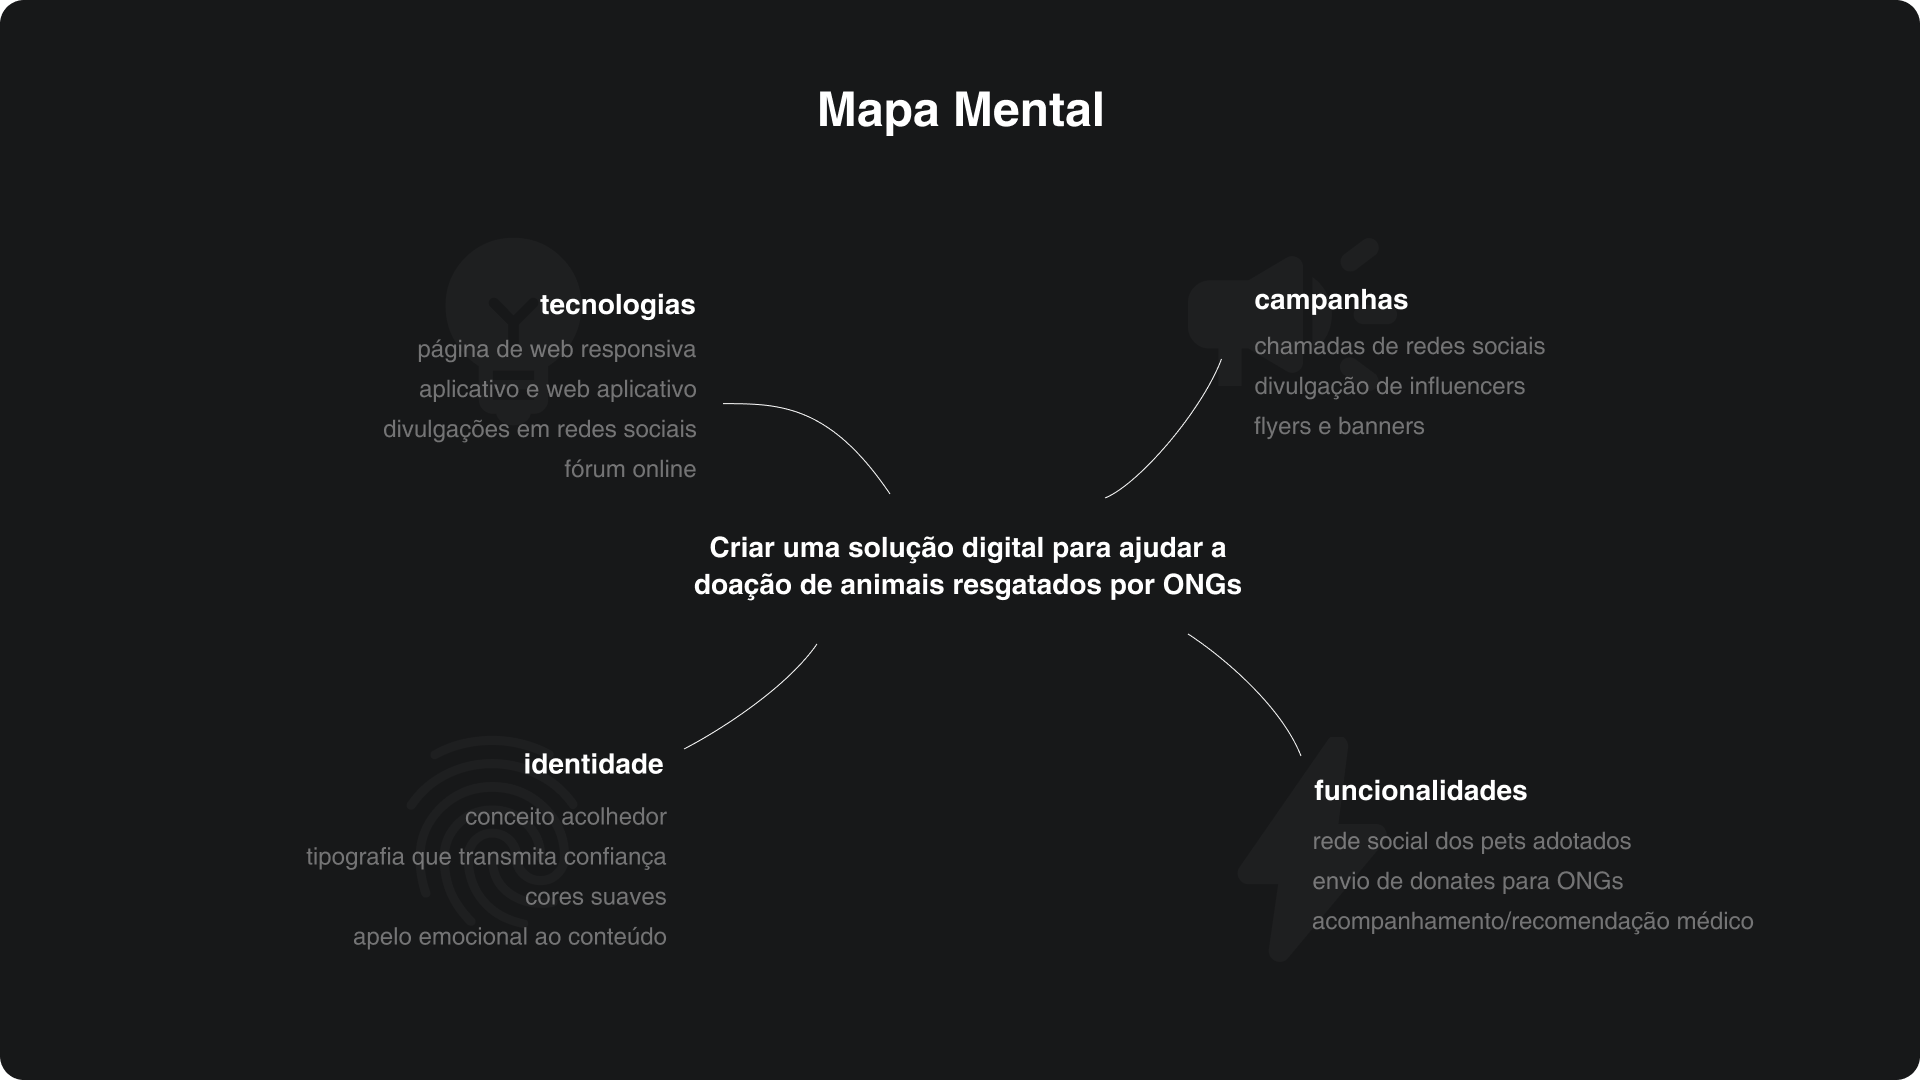 Mapa Mental
tecnologias
página de web responsiva
aplicativo e web aplicativo
divulgações em redes sociais
fórum online
campanhas
chamadas de redes sociais
divulgação de influencers
flyers e banners
Criar uma solução digital para ajudar a
doação de animais resgatados por ONGs
identidade
conceito acolhedor
tipografia que transmita confiança
cores suaves
apelo emocional ao conteúdo
funcionalidades
rede social dos pets adotados
envio de donates para ONGs
acompanhamento/recomendação médico